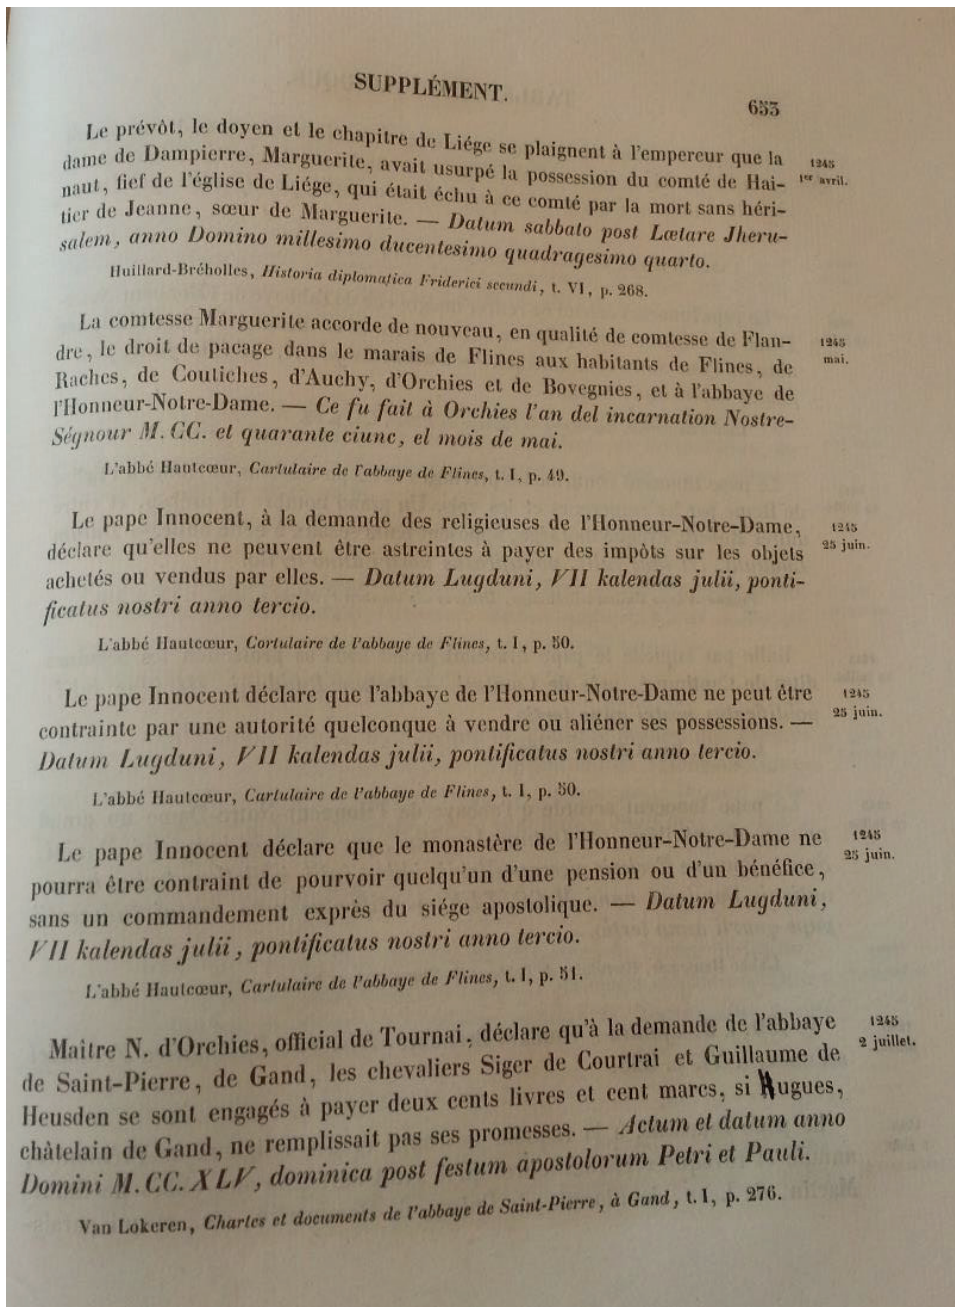 SUPPLÉMENT.
653
Le prévôt, le doyen et le chapitre de Liége se plaignent à l'empereur que la
1245
dame de Dampierre, Marguerite, avait usurpé la possession du comté de Hai-
1er avril.
naut, fief de l'église de Liége, qui était échu à ce comté par la mort sans héri-
tier de Jeanne, sœur de Marguerite. — Datum sabbato post Lætare Jheru-
salem, anno Domino millesimo ducentesimo quadragesimo quarto.
Huillard-Bréholles, Historia diplomatica Friderici secundi, t. VI, p. 268.
La comtesse Marguerite accorde de nouveau, en qualité de comtesse de Flan-
1245
dre, le droit de pacage dans le marais de Flines aux habitants de Flines, de
mai.
Raches, de Coutiches, d'Auchy, d'Orchies et de Bovegnies, et à l'abbaye de
l'Honneur-Notre-Dame. — Ce fu fait à Orchies l'an del incarnation Nostre-
Ségnour M. CC. et quarante ciunc, el mois de mai.
L'abbé Hautcœur, Cartulaire de l'abbaye de Flines, t. I, p. 49.
Le pape Innocent, à la demande des religieuses de l'Honneur-Notre-Dame,
1245
déclare qu'elles ne peuvent être astreintes à payer des impôts sur les objets
25 juin.
achetés ou vendus par elles. — Datum Lugduni, VII kalendas julii, ponti-
ficatus nostri anno tercio.
L'abbé Hautcœur, Cortulaire de l'abbaye de Flines, t. I, p. 50.
Le pape Innocent déclare que l'abbaye de l'Honneur-Notre-Dame ne peut être
1245
contrainte par une autorité quelconque à vendre ou aliéner ses possessions. —
25 juin.
Datum Lugduni, VII kalendas julii, pontificatus nostri anno tercio.
L'abbé Hautcœur, Cartulaire de l'abbaye de Flines, t. I, p. 50.
Le pape Innocent déclare que le monastère de l'Honneur-Notre-Dame ne
1245
pourra être contraint de pourvoir quelqu'un d'une pension ou d'un bénéfice,
25 juin.
sans un commandement exprès du siége apostolique. — Datum Lugduni,
VII kalendas julii, pontificatus nostri anno tercio.
L'abbé Hautcœur, Cartulaire de l'abbaye de Flines, t. I, p. 51.
Maître N. d'Orchies, official de Tournai, déclare qu'à la demande de l'abbaye
1245
de Saint-Pierre, de Gand, les chevaliers Siger de Courtrai et Guillaume de
2 juillet.
Heusden se sont engagés à payer deux cents livres et cent marcs, si Hugues,
châtelain de Gand, ne remplissait pas ses promesses. — Actum et datum anno
Domini M. CC. XLV, dominica post festum apostolorum Petri et Pauli.
Van Lokeren, Chartes et documents de l'abbaye de Saint-Pierre, à Gand, t. I, p. 276.